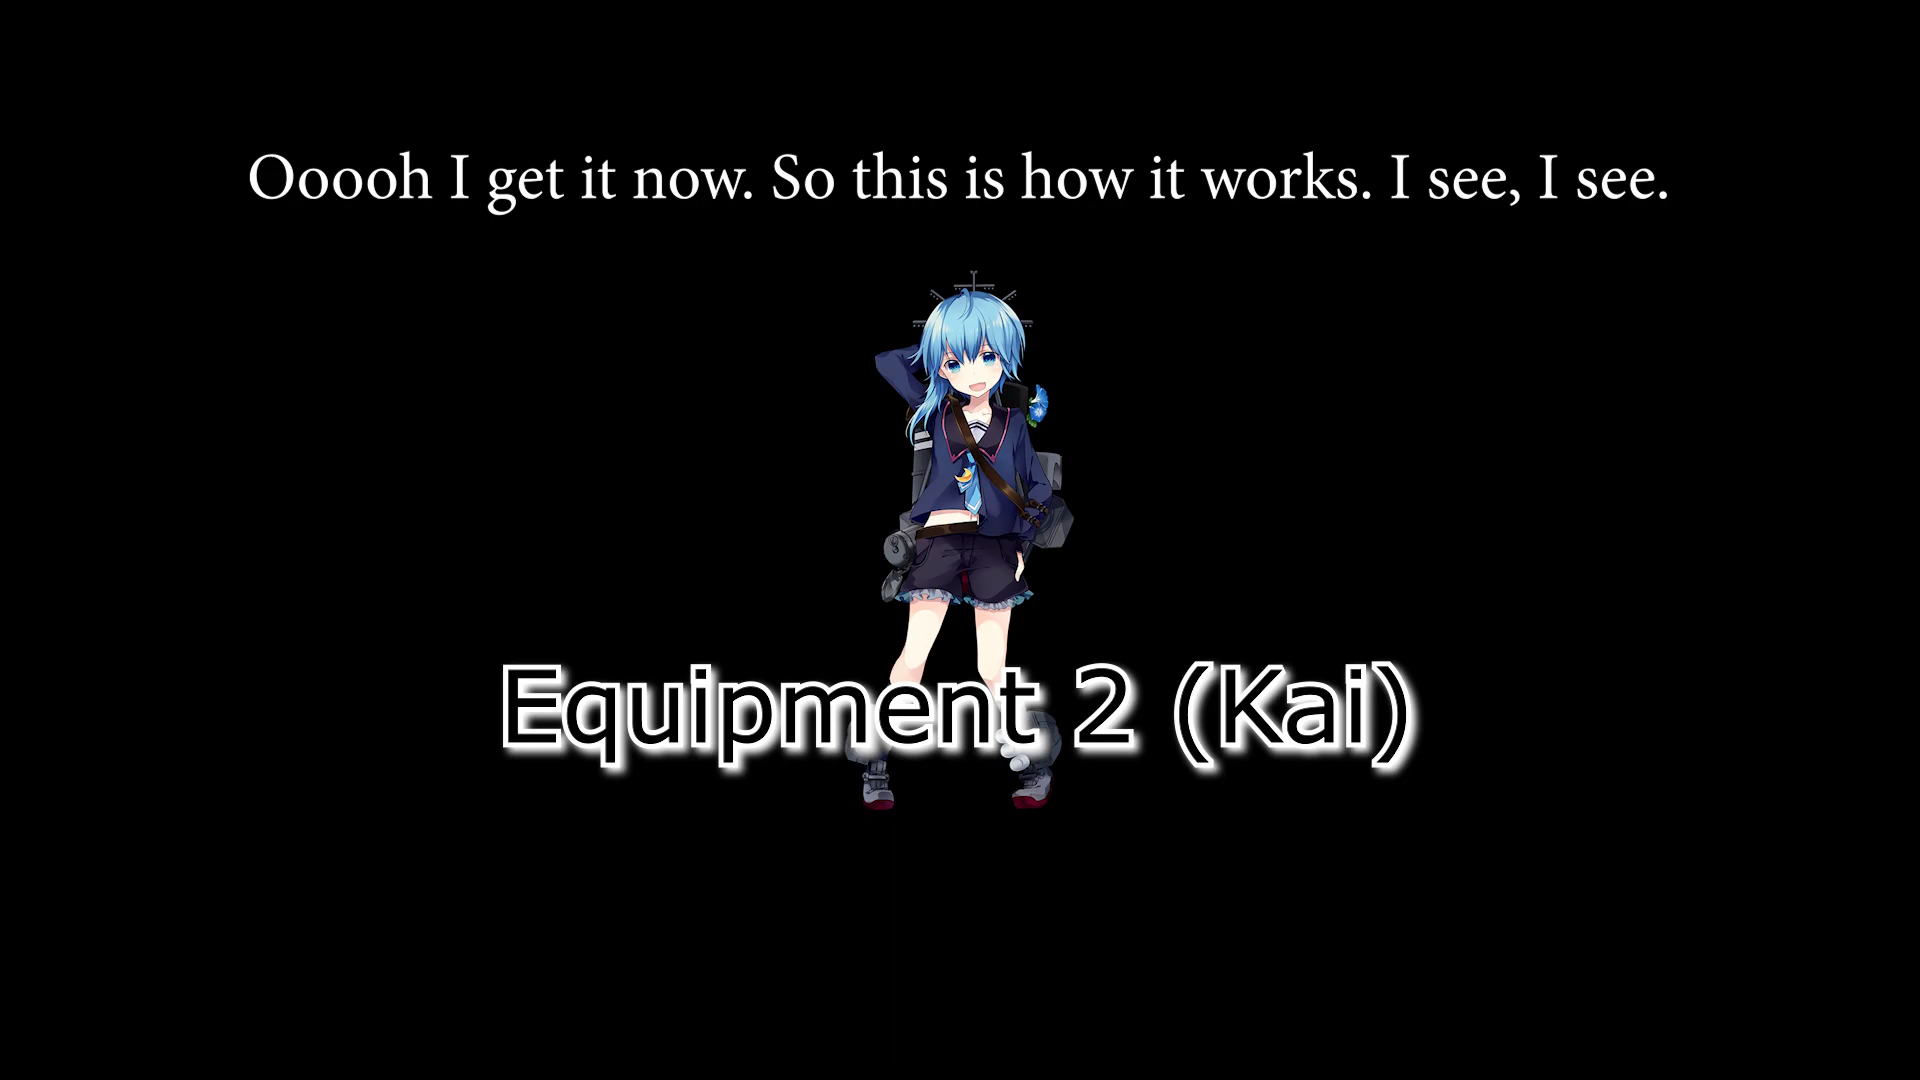 Ooooh I get it now. So this is how it works. I see, I see.
Equipment 2 (Kai)